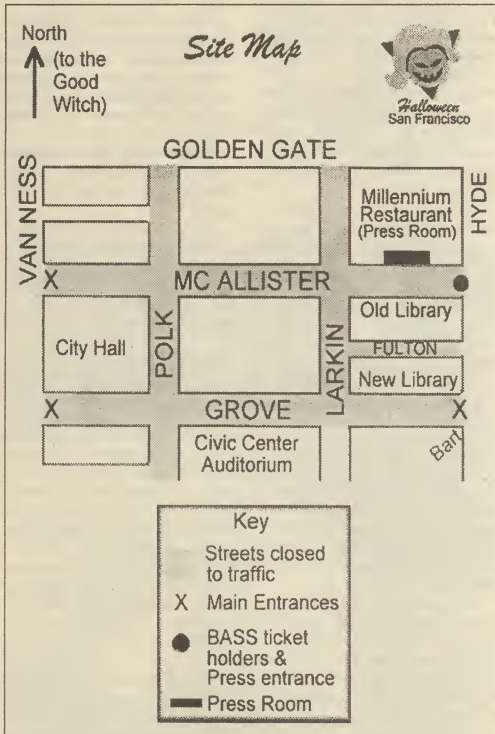 North
(to the
Good
Witch)
Site Map
Halloween
San Francisco
GOLDEN GATE
VAN NESS
HYDE
Millennium
Restaurant
(Press Room)
X
MC ALLISTER
City Hall
POLK
LARKIN
Old Library
FULTON
New Library
X
GROVE
X
Civic Center
Auditorium
Bart
Key
Streets closed
to traffic
X Main Entrances
BASS ticket
holders &
Press entrance
Press Room